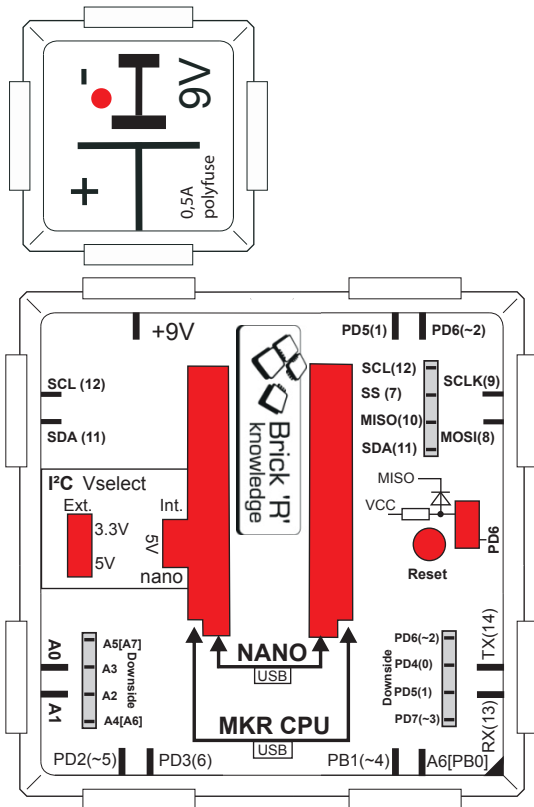 + -
9V
0,5A
polyfuse
+9V
PD5(1) PD6(~2)
SCL (12)
SDA (11)
Brick 'R'
knowledge
SCL(12)
SS (7)
MISO(10)
SDA(11)
SCLK(9)
MOSI(8)
I²C Vselect
Ext. Int.
3.3V
5V
5V
nano
MISO
VCC
PD6
Reset
A0
A1
A5[A7]
A3
A2
A4[A6]
Downside
NANO
USB
MKR CPU
USB
Downside
PD6(~2)
PD4(0)
PD5(1)
PD7(~3)
TX(14)
RX(13)
PD2(~5) PD3(6)
PB1(~4) A6[PB0]